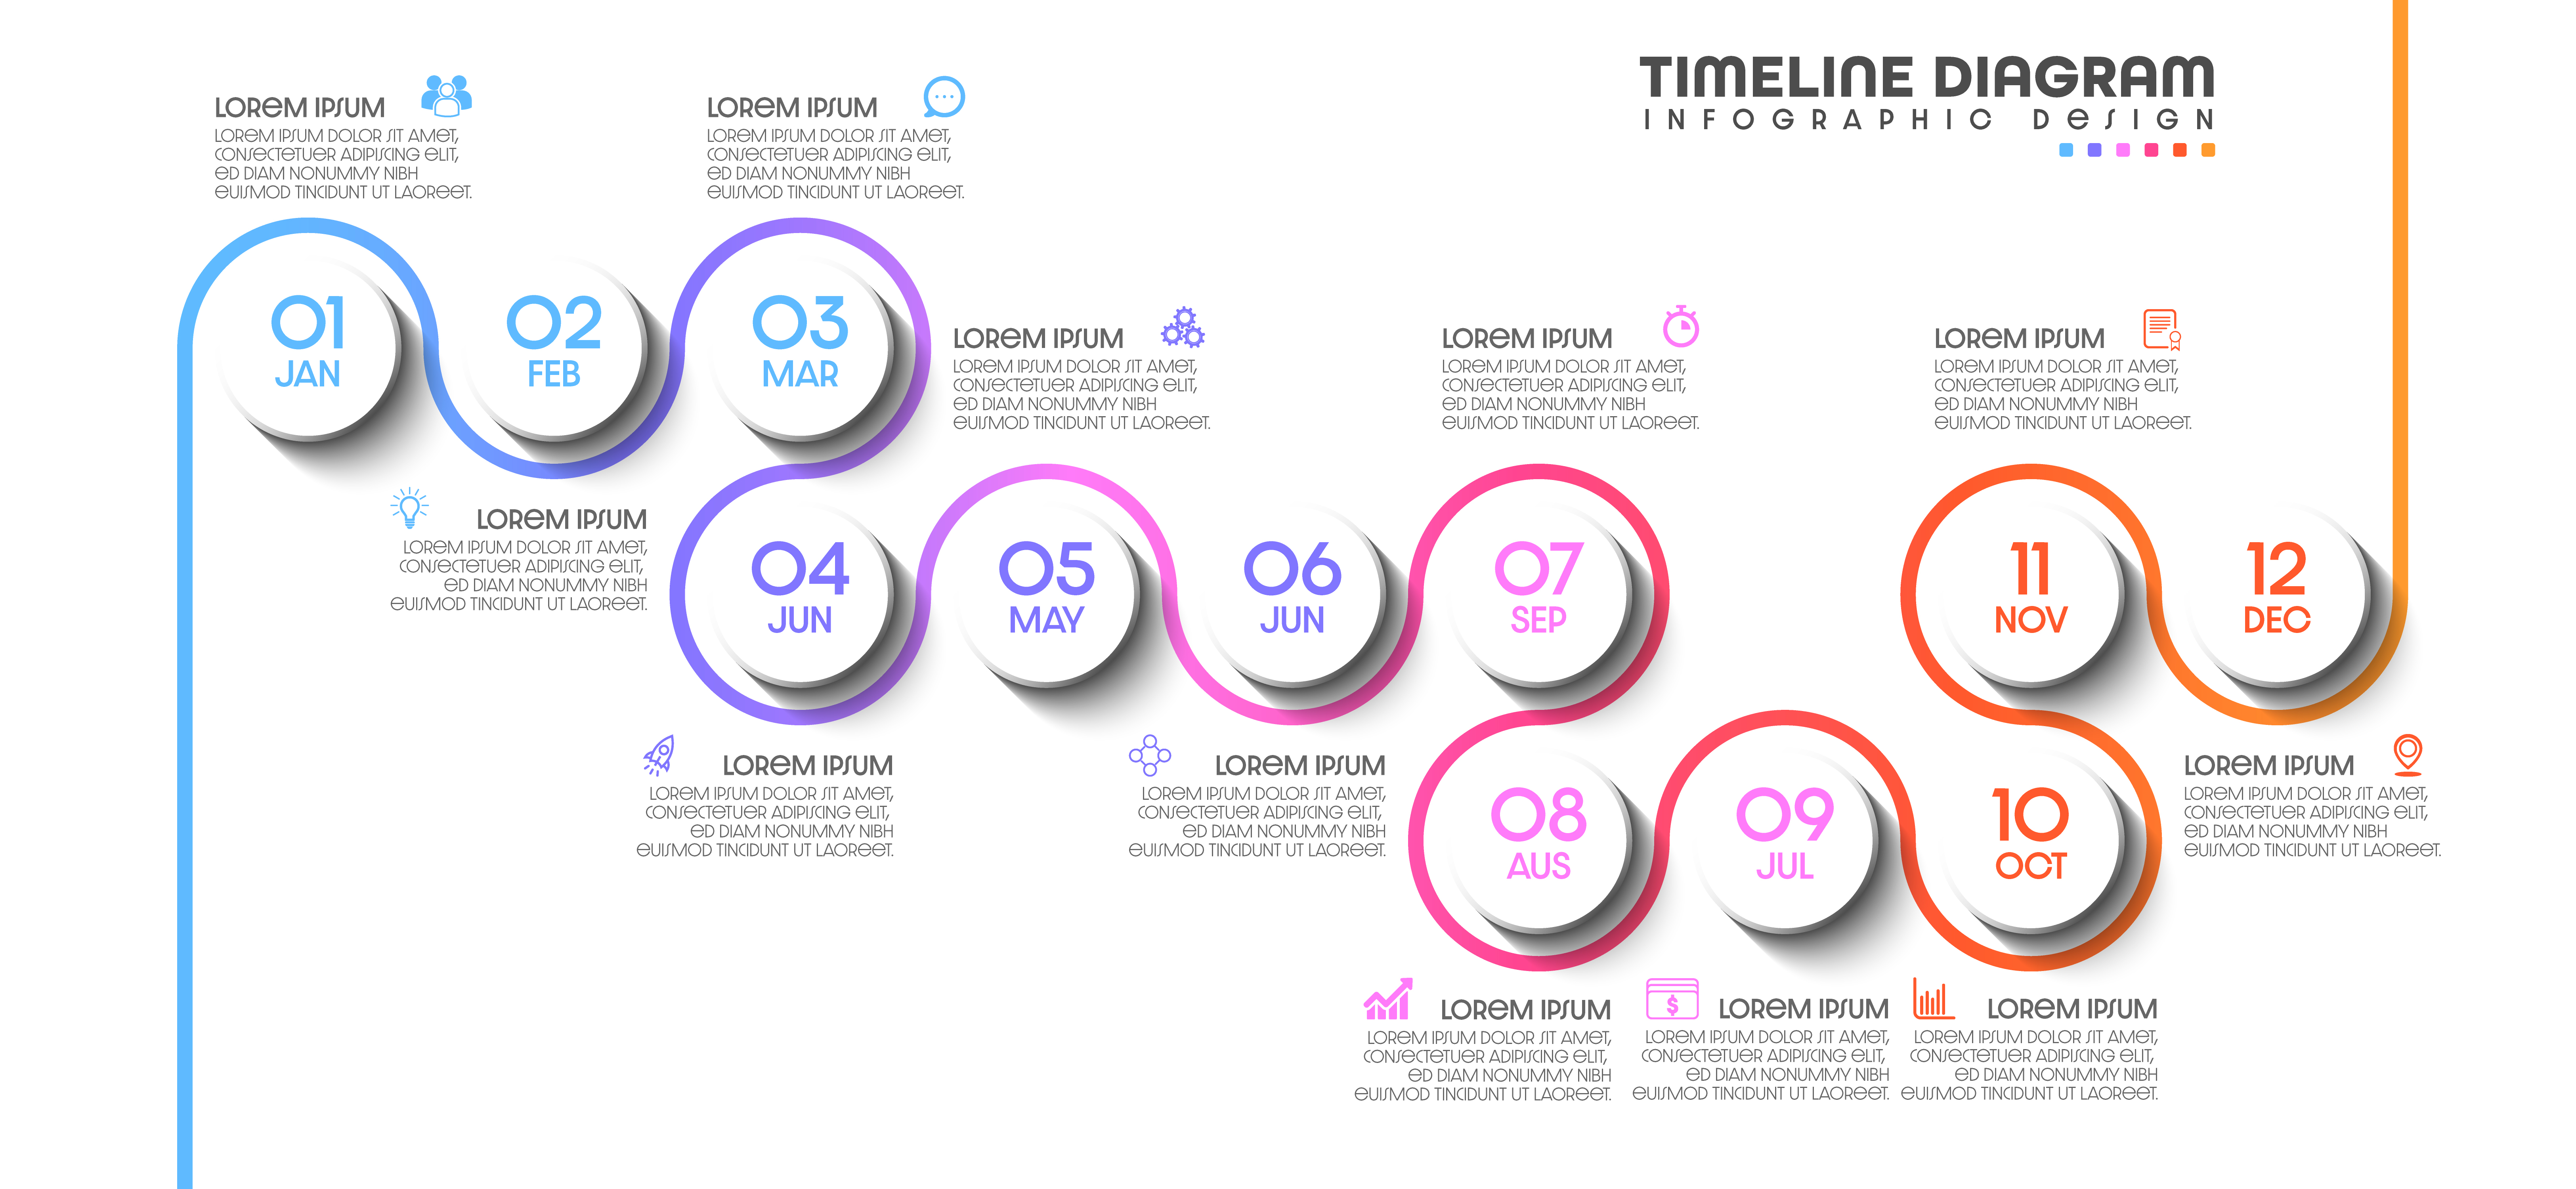 TIMELINE DIAGRAM
INFOGRAPHIC DESIGN
LOREM IPSUM
LOREM IPSUM DOLOR SIT AMET,
CONSECTETUER ADIPISCING ELIT,
ED DIAM NONUMMY NIBH
EUISMOD TINCIDUNT UT LAOREET.
01
JAN
02
FEB
LOREM IPSUM
LOREM IPSUM DOLOR SIT AMET,
CONSECTETUER ADIPISCING ELIT,
ED DIAM NONUMMY NIBH
EUISMOD TINCIDUNT UT LAOREET.
LOREM IPSUM
LOREM IPSUM DOLOR SIT AMET,
CONSECTETUER ADIPISCING ELIT,
ED DIAM NONUMMY NIBH
EUISMOD TINCIDUNT UT LAOREET.
03
MAR
04
JUN
LOREM IPSUM
LOREM IPSUM DOLOR SIT AMET,
CONSECTETUER ADIPISCING ELIT,
ED DIAM NONUMMY NIBH
EUISMOD TINCIDUNT UT LAOREET.
LOREM IPSUM
LOREM IPSUM DOLOR SIT AMET,
CONSECTETUER ADIPISCING ELIT,
ED DIAM NONUMMY NIBH
EUISMOD TINCIDUNT UT LAOREET.
05
MAY
06
JUN
LOREM IPSUM
LOREM IPSUM DOLOR SIT AMET,
CONSECTETUER ADIPISCING ELIT,
ED DIAM NONUMMY NIBH
EUISMOD TINCIDUNT UT LAOREET.
LOREM IPSUM
LOREM IPSUM DOLOR SIT AMET,
CONSECTETUER ADIPISCING ELIT,
ED DIAM NONUMMY NIBH
EUISMOD TINCIDUNT UT LAOREET.
07
SEP
08
AUS
LOREM IPSUM
LOREM IPSUM DOLOR SIT AMET,
CONSECTETUER ADIPISCING ELIT,
ED DIAM NONUMMY NIBH
EUISMOD TINCIDUNT UT LAOREET.
09
JUL
$
LOREM IPSUM
LOREM IPSUM DOLOR SIT AMET,
CONSECTETUER ADIPISCING ELIT,
ED DIAM NONUMMY NIBH
EUISMOD TINCIDUNT UT LAOREET.
10
OCT
LOREM IPSUM
LOREM IPSUM DOLOR SIT AMET,
CONSECTETUER ADIPISCING ELIT,
ED DIAM NONUMMY NIBH
EUISMOD TINCIDUNT UT LAOREET.
LOREM IPSUM
LOREM IPSUM DOLOR SIT AMET,
CONSECTETUER ADIPISCING ELIT,
ED DIAM NONUMMY NIBH
EUISMOD TINCIDUNT UT LAOREET.
11
NOV
12
DEC
LOREM IPSUM
LOREM IPSUM DOLOR SIT AMET,
CONSECTETUER ADIPISCING ELIT,
ED DIAM NONUMMY NIBH
EUISMOD TINCIDUNT UT LAOREET.